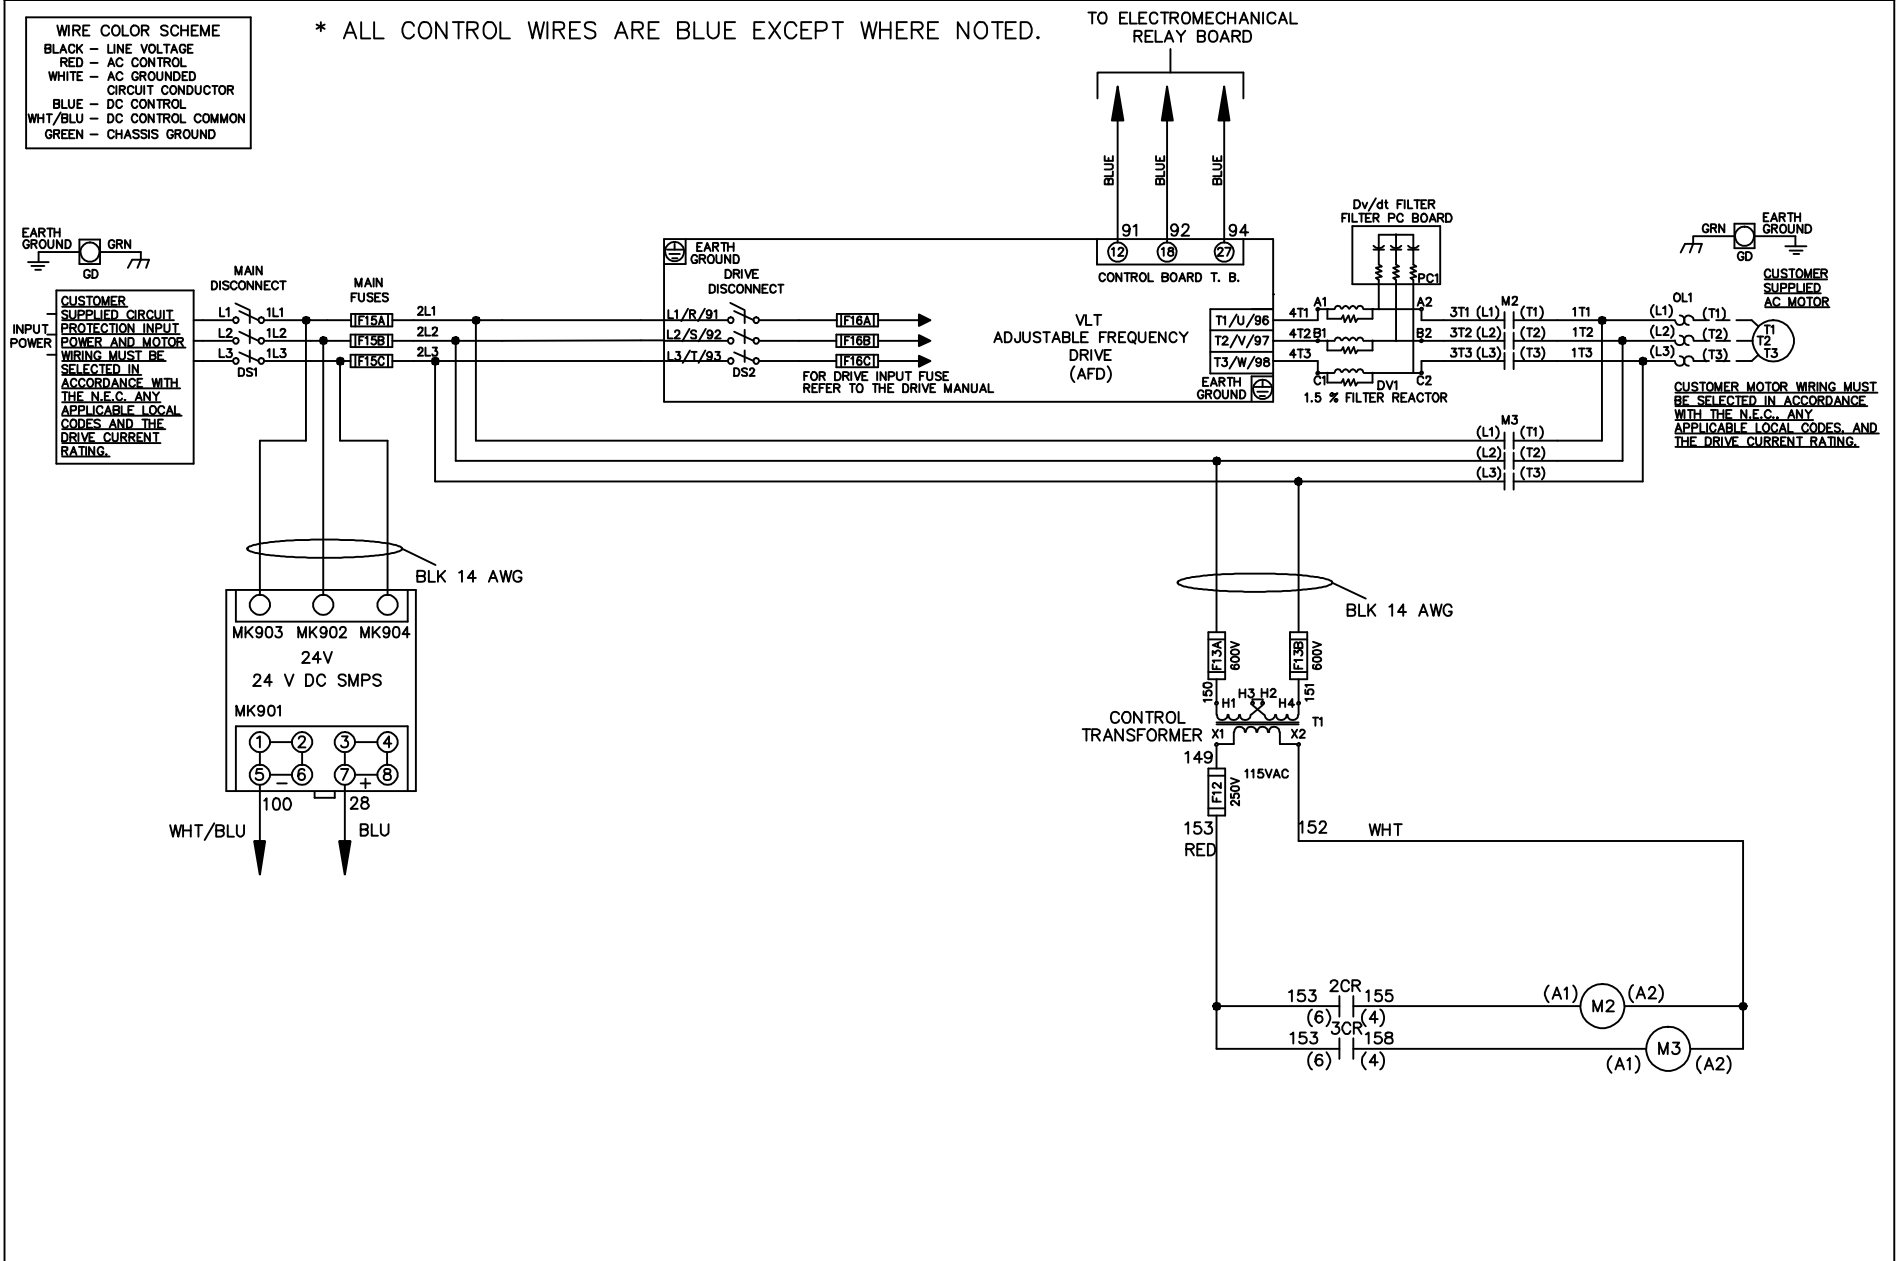 WIRE COLOR SCHEME
BLACK – LINE VOLTAGE
RED – AC CONTROL
WHITE – AC GROUNDED
CIRCUIT CONDUCTOR
BLUE – DC CONTROL
WHT/BLU – DC CONTROL COMMON
GREEN – CHASSIS GROUND
* ALL CONTROL WIRES ARE BLUE EXCEPT WHERE NOTED.
TO ELECTROMECHANICAL
RELAY BOARD
BLUE
BLUE
BLUE
91
92
94
12
18
27
CONTROL BOARD T. B.
EARTH
GROUND
GRN
GD
INPUT
POWER
CUSTOMER
SUPPLIED CIRCUIT
PROTECTION INPUT
POWER AND MOTOR
WIRING MUST BE
SELECTED IN
ACCORDANCE WITH
THE N.E.C. ANY
APPLICABLE LOCAL
CODES AND THE
DRIVE CURRENT
RATING.
MAIN
DISCONNECT
L1
1L1
L2
1L2
L3
1L3
DS1
MAIN
FUSES
F15A
F15B
F15C
2L1
2L2
2L3
EARTH
GROUND
DRIVE
DISCONNECT
L1/R/91
L2/S/92
L3/T/93
DS2
F16A
F16B
F16C
FOR DRIVE INPUT FUSE
REFER TO THE DRIVE MANUAL
VLT
ADJUSTABLE FREQUENCY
DRIVE
(AFD)
T1/U/96
T2/V/97
T3/W/98
EARTH
GROUND
4T1
4T2
4T3
A1
B1
C1
A2
B2
C2
DV1
1.5 % FILTER REACTOR
Dv/dt FILTER
FILTER PC BOARD
PC1
M2
3T1 (L1) (T1) 1T1
3T2 (L2) (T2) 1T2
3T3 (L3) (T3) 1T3
M3
(L1) (T1)
(L2) (T2)
(L3) (T3)
OL1
(L1) (T1)
(L2) (T2)
(L3) (T3)
T1
T2
T3
GRN
EARTH
GROUND
GD
CUSTOMER
SUPPLIED
AC MOTOR
CUSTOMER MOTOR WIRING MUST
BE SELECTED IN ACCORDANCE
WITH THE N.E.C., ANY
APPLICABLE LOCAL CODES, AND
THE DRIVE CURRENT RATING.
BLK 14 AWG
MK903 MK902 MK904
24V
24 V DC SMPS
MK901
1 2 3 4
5 – 6 7 + 8
100
28
WHT/BLU
BLU
BLK 14 AWG
F13A
600V
F13B
600V
150
151
H1
H3 H2
H4
T1
CONTROL
TRANSFORMER
X1
X2
149
115VAC
F12
250V
153
RED
152
WHT
153
2CR
155
(6) (4)
(A1)
M2
(A2)
153
3CR
158
(6) (4)
(A1)
M3
(A2)